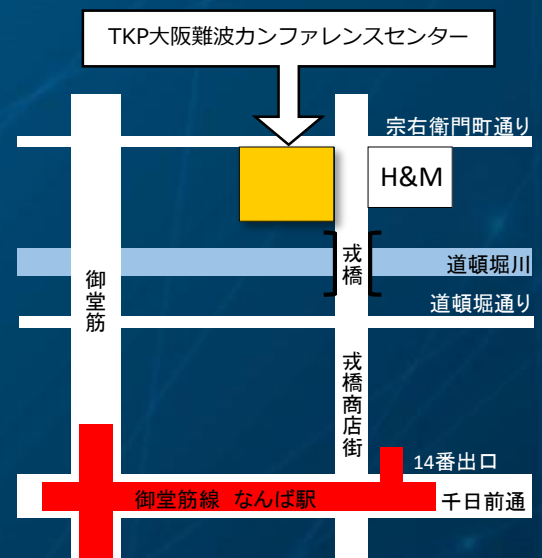 TKP大阪難波カンファレンスセンター
宗右衛門町通り
H&M
戎橋
道頓堀川
御堂筋
道頓堀通り
戎橋商店街
14番出口
御堂筋線 なんば駅
千日前通